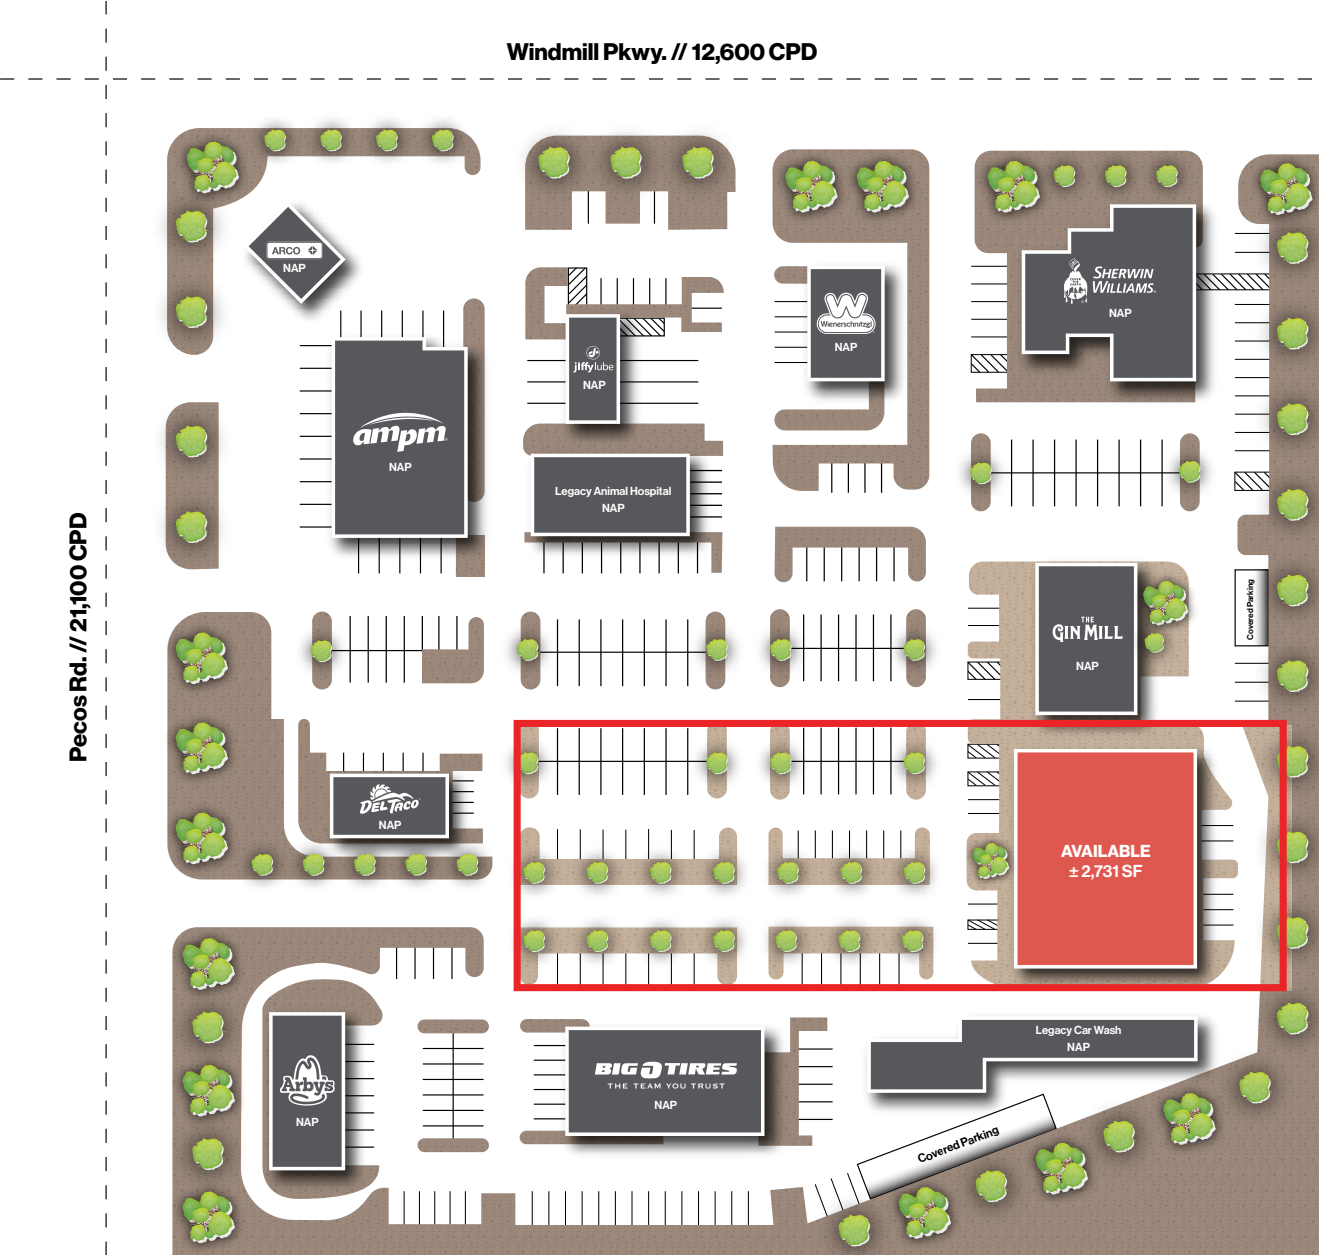 Windmill Pkwy. // 12,600 CPD
Pecos Rd. // 21,100 CPD
ARCO
NAP
ampm
NAP
jiffylube
NAP
Legacy Animal Hospital
NAP
W
Wienerschnitzel
NAP
SHERWIN
WILLIAMS.
NAP
THE
GIN MILL
NAP
Covered Parking
DEL TACO
NAP
AVAILABLE
± 2,731 SF
Arby's
NAP
BIG O TIRES
THE TEAM YOU TRUST
NAP
Legacy Car Wash
NAP
Covered Parking